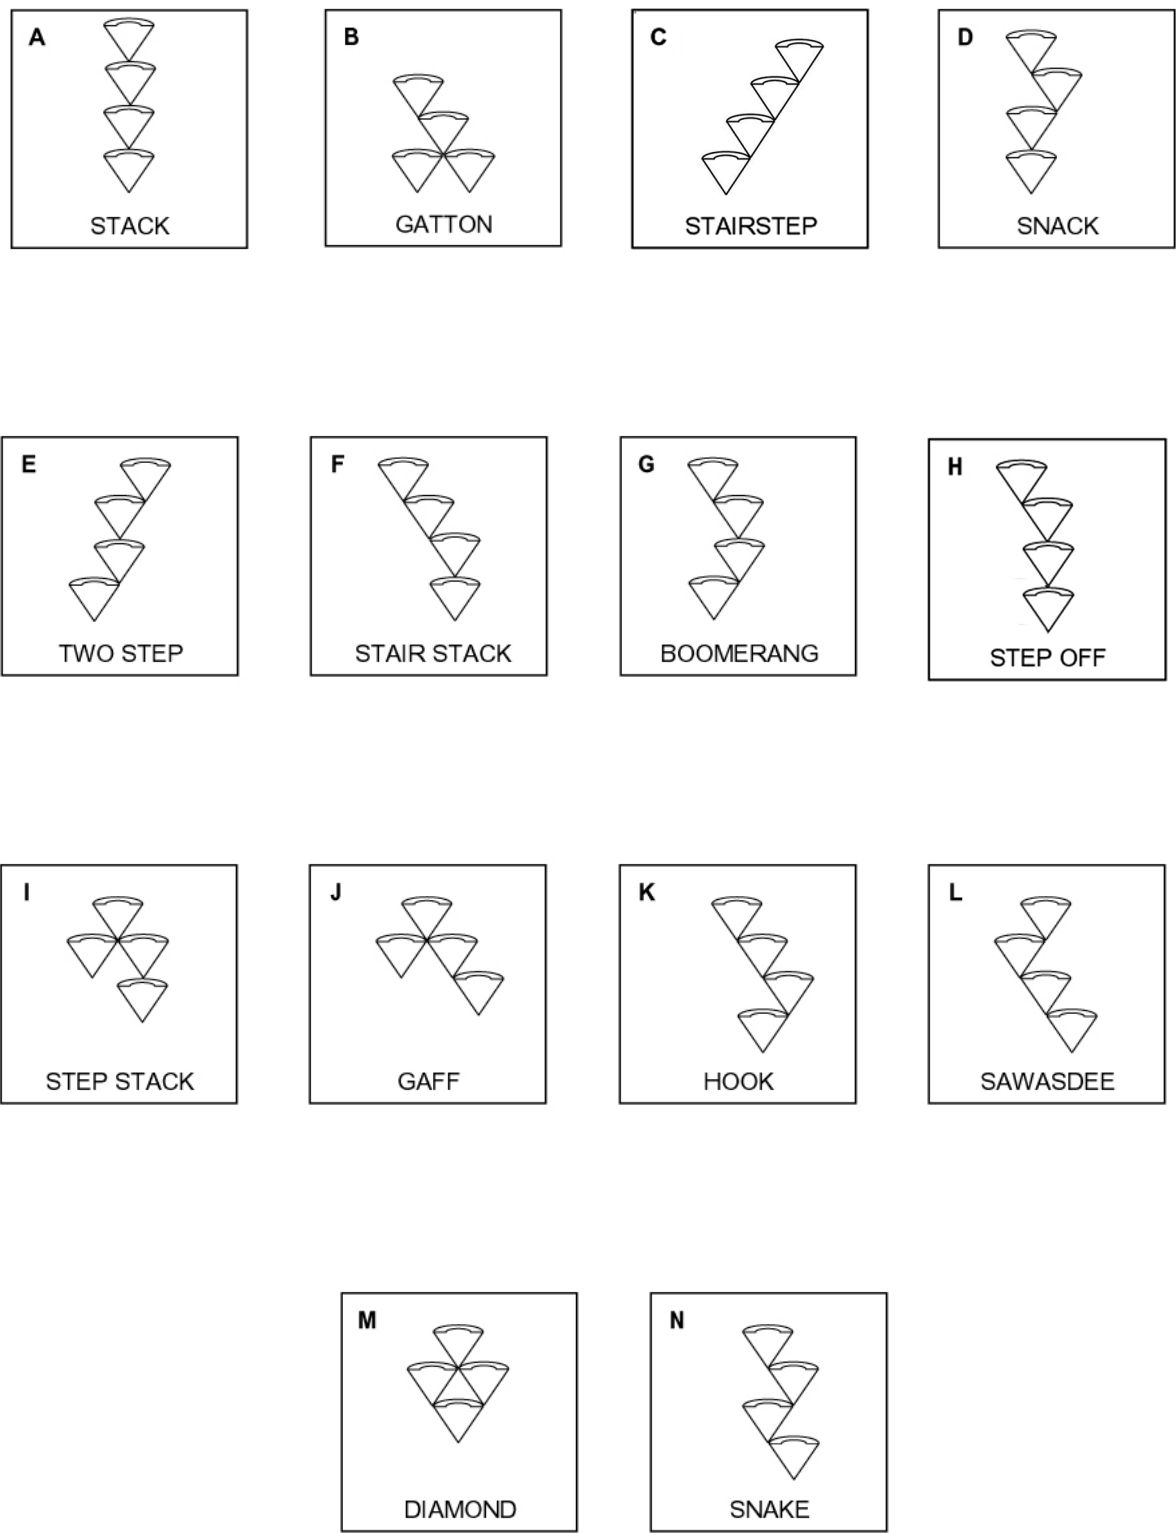 A
STACK
B
GATTON
C
STAIRSTEP
D
SNACK
E
TWO STEP
F
STAIR STACK
G
BOOMERANG
H
STEP OFF
I
STEP STACK
J
GAFF
K
HOOK
L
SAWASDEE
M
DIAMOND
N
SNAKE